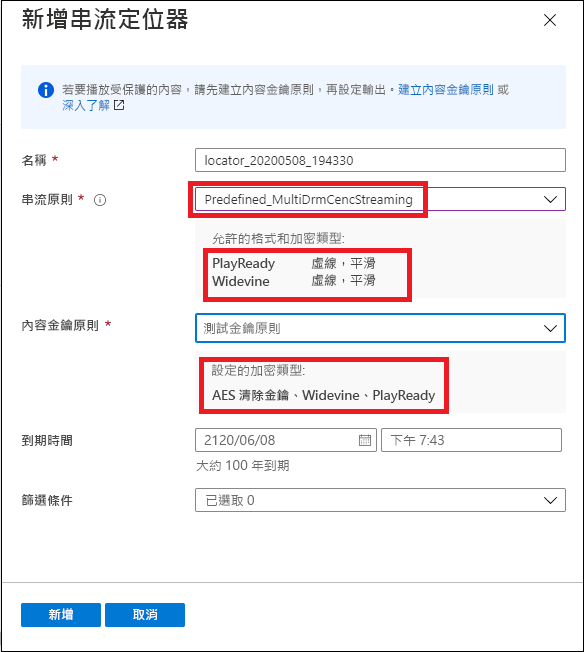 新增串流定位器
若要播放受保護的內容，請先建立內容金鑰原則，再設定輸出。建立內容金鑰原則 或
深入了解
名稱 * locator_20200508_194330
串流原則 * Predefined_MultiDrmCencStreaming
允許的格式和加密類型:
PlayReady 虛線，平滑
Widevine 虛線，平滑
內容金鑰原則 * 測試金鑰原則
設定的加密類型:
AES 清除金鑰、Widevine、PlayReady
到期時間 2120/06/08 下午 7:43
大約 100 年到期
篩選條件 已選取 0
新增 取消